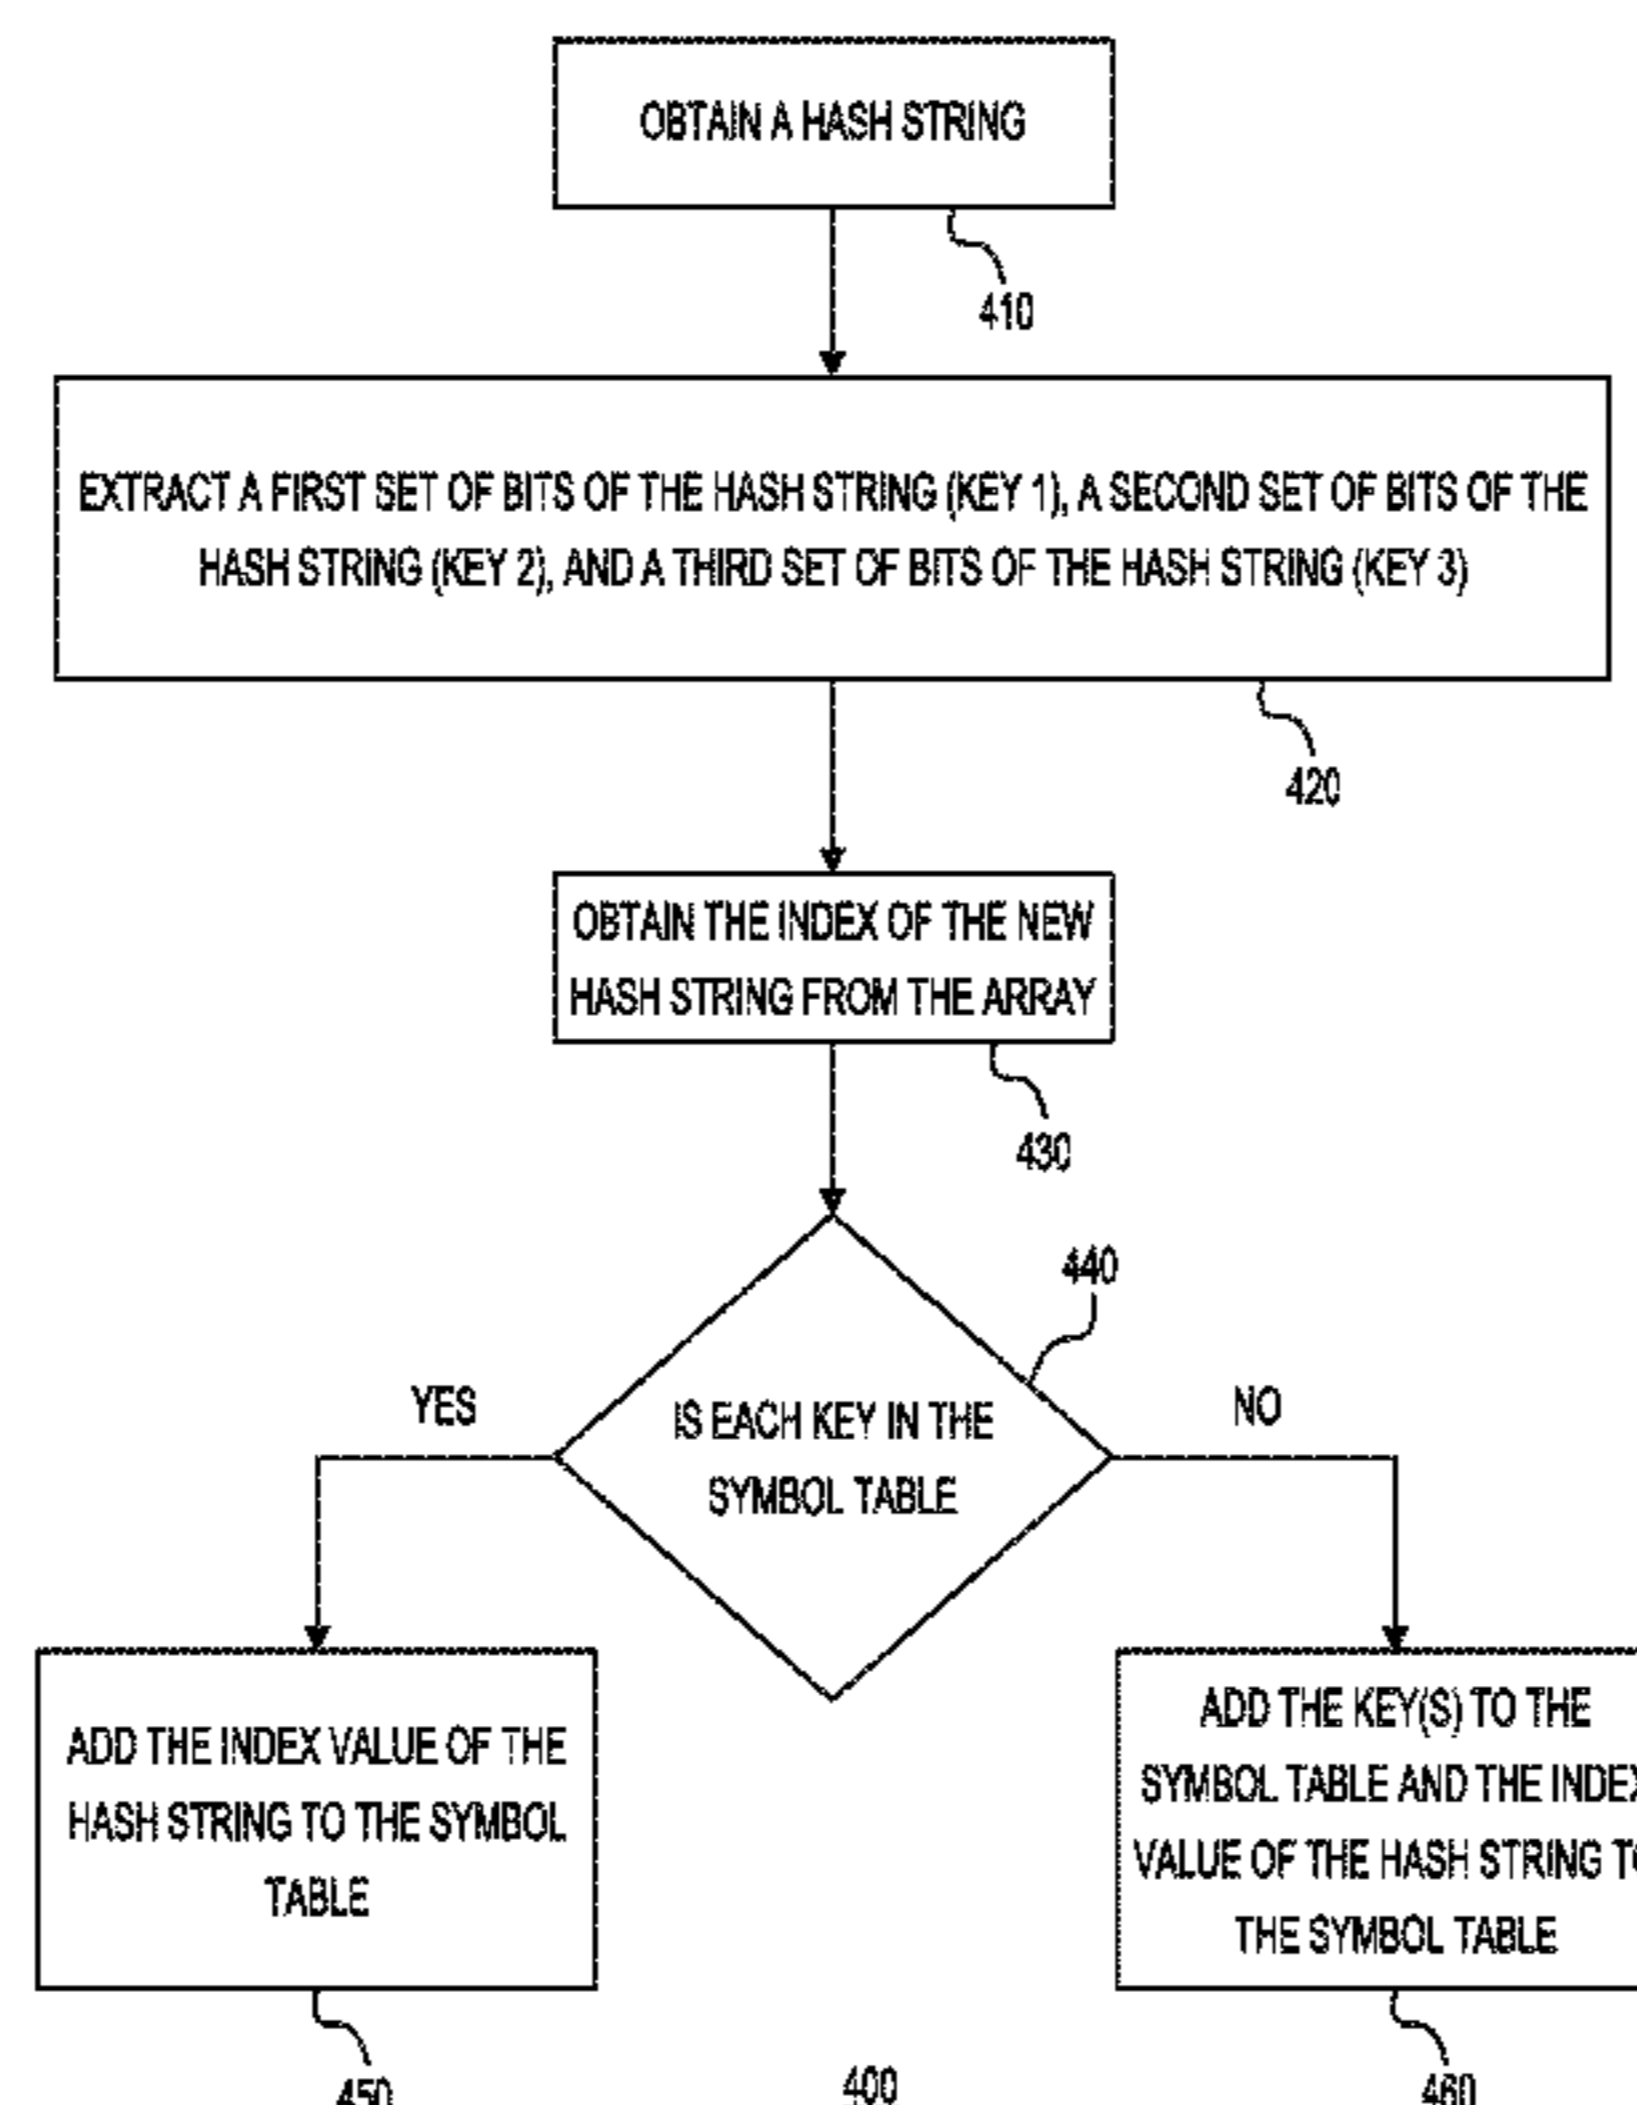 OBTAIN A HASH STRING
410
EXTRACT A FIRST SET OF BITS OF THE HASH STRING (KEY 1), A SECOND SET OF BITS OF THE
HASH STRING (KEY 2), AND A THIRD SET OF BITS OF THE HASH STRING (KEY 3)
420
OBTAIN THE INDEX OF THE NEW
HASH STRING FROM THE ARRAY
430
440
YES
NO
IS EACH KEY IN THE
SYMBOL TABLE
ADD THE INDEX VALUE OF THE
HASH STRING TO THE SYMBOL
TABLE
ADD THE KEY(S) TO THE
SYMBOL TABLE AND THE INDEX
VALUE OF THE HASH STRING TO
THE SYMBOL TABLE
450
400
460